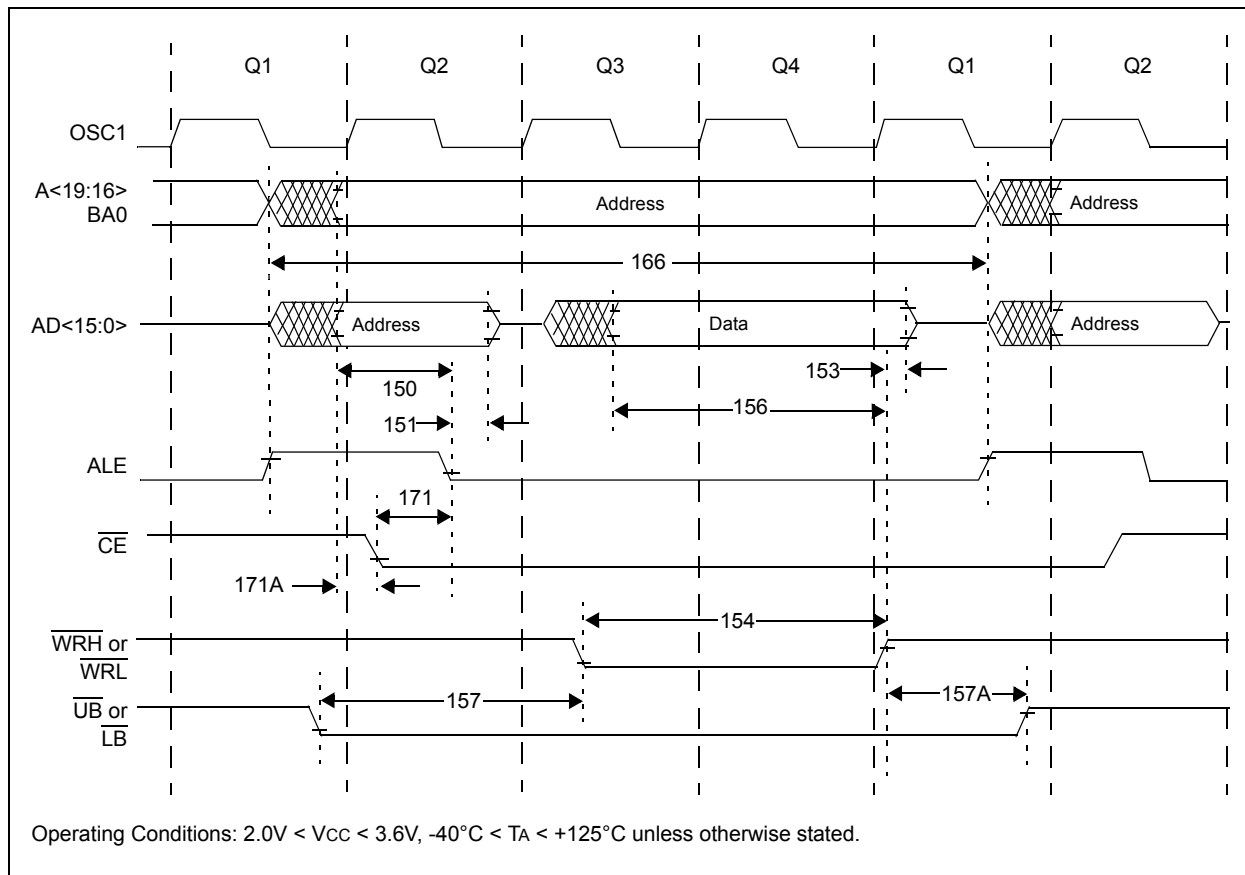 Q1 Q2 Q3 Q4 Q1 Q2
OSC1
A<19:16>
BA0
Address Address
166
AD<15:0>
Address Data Address
150
153
151
156
ALE
171
CE
171A
154
WRH or
WRL
157
157A
UB or
LB
Operating Conditions: 2.0V < VCC < 3.6V, -40°C < TA < +125°C unless otherwise stated.